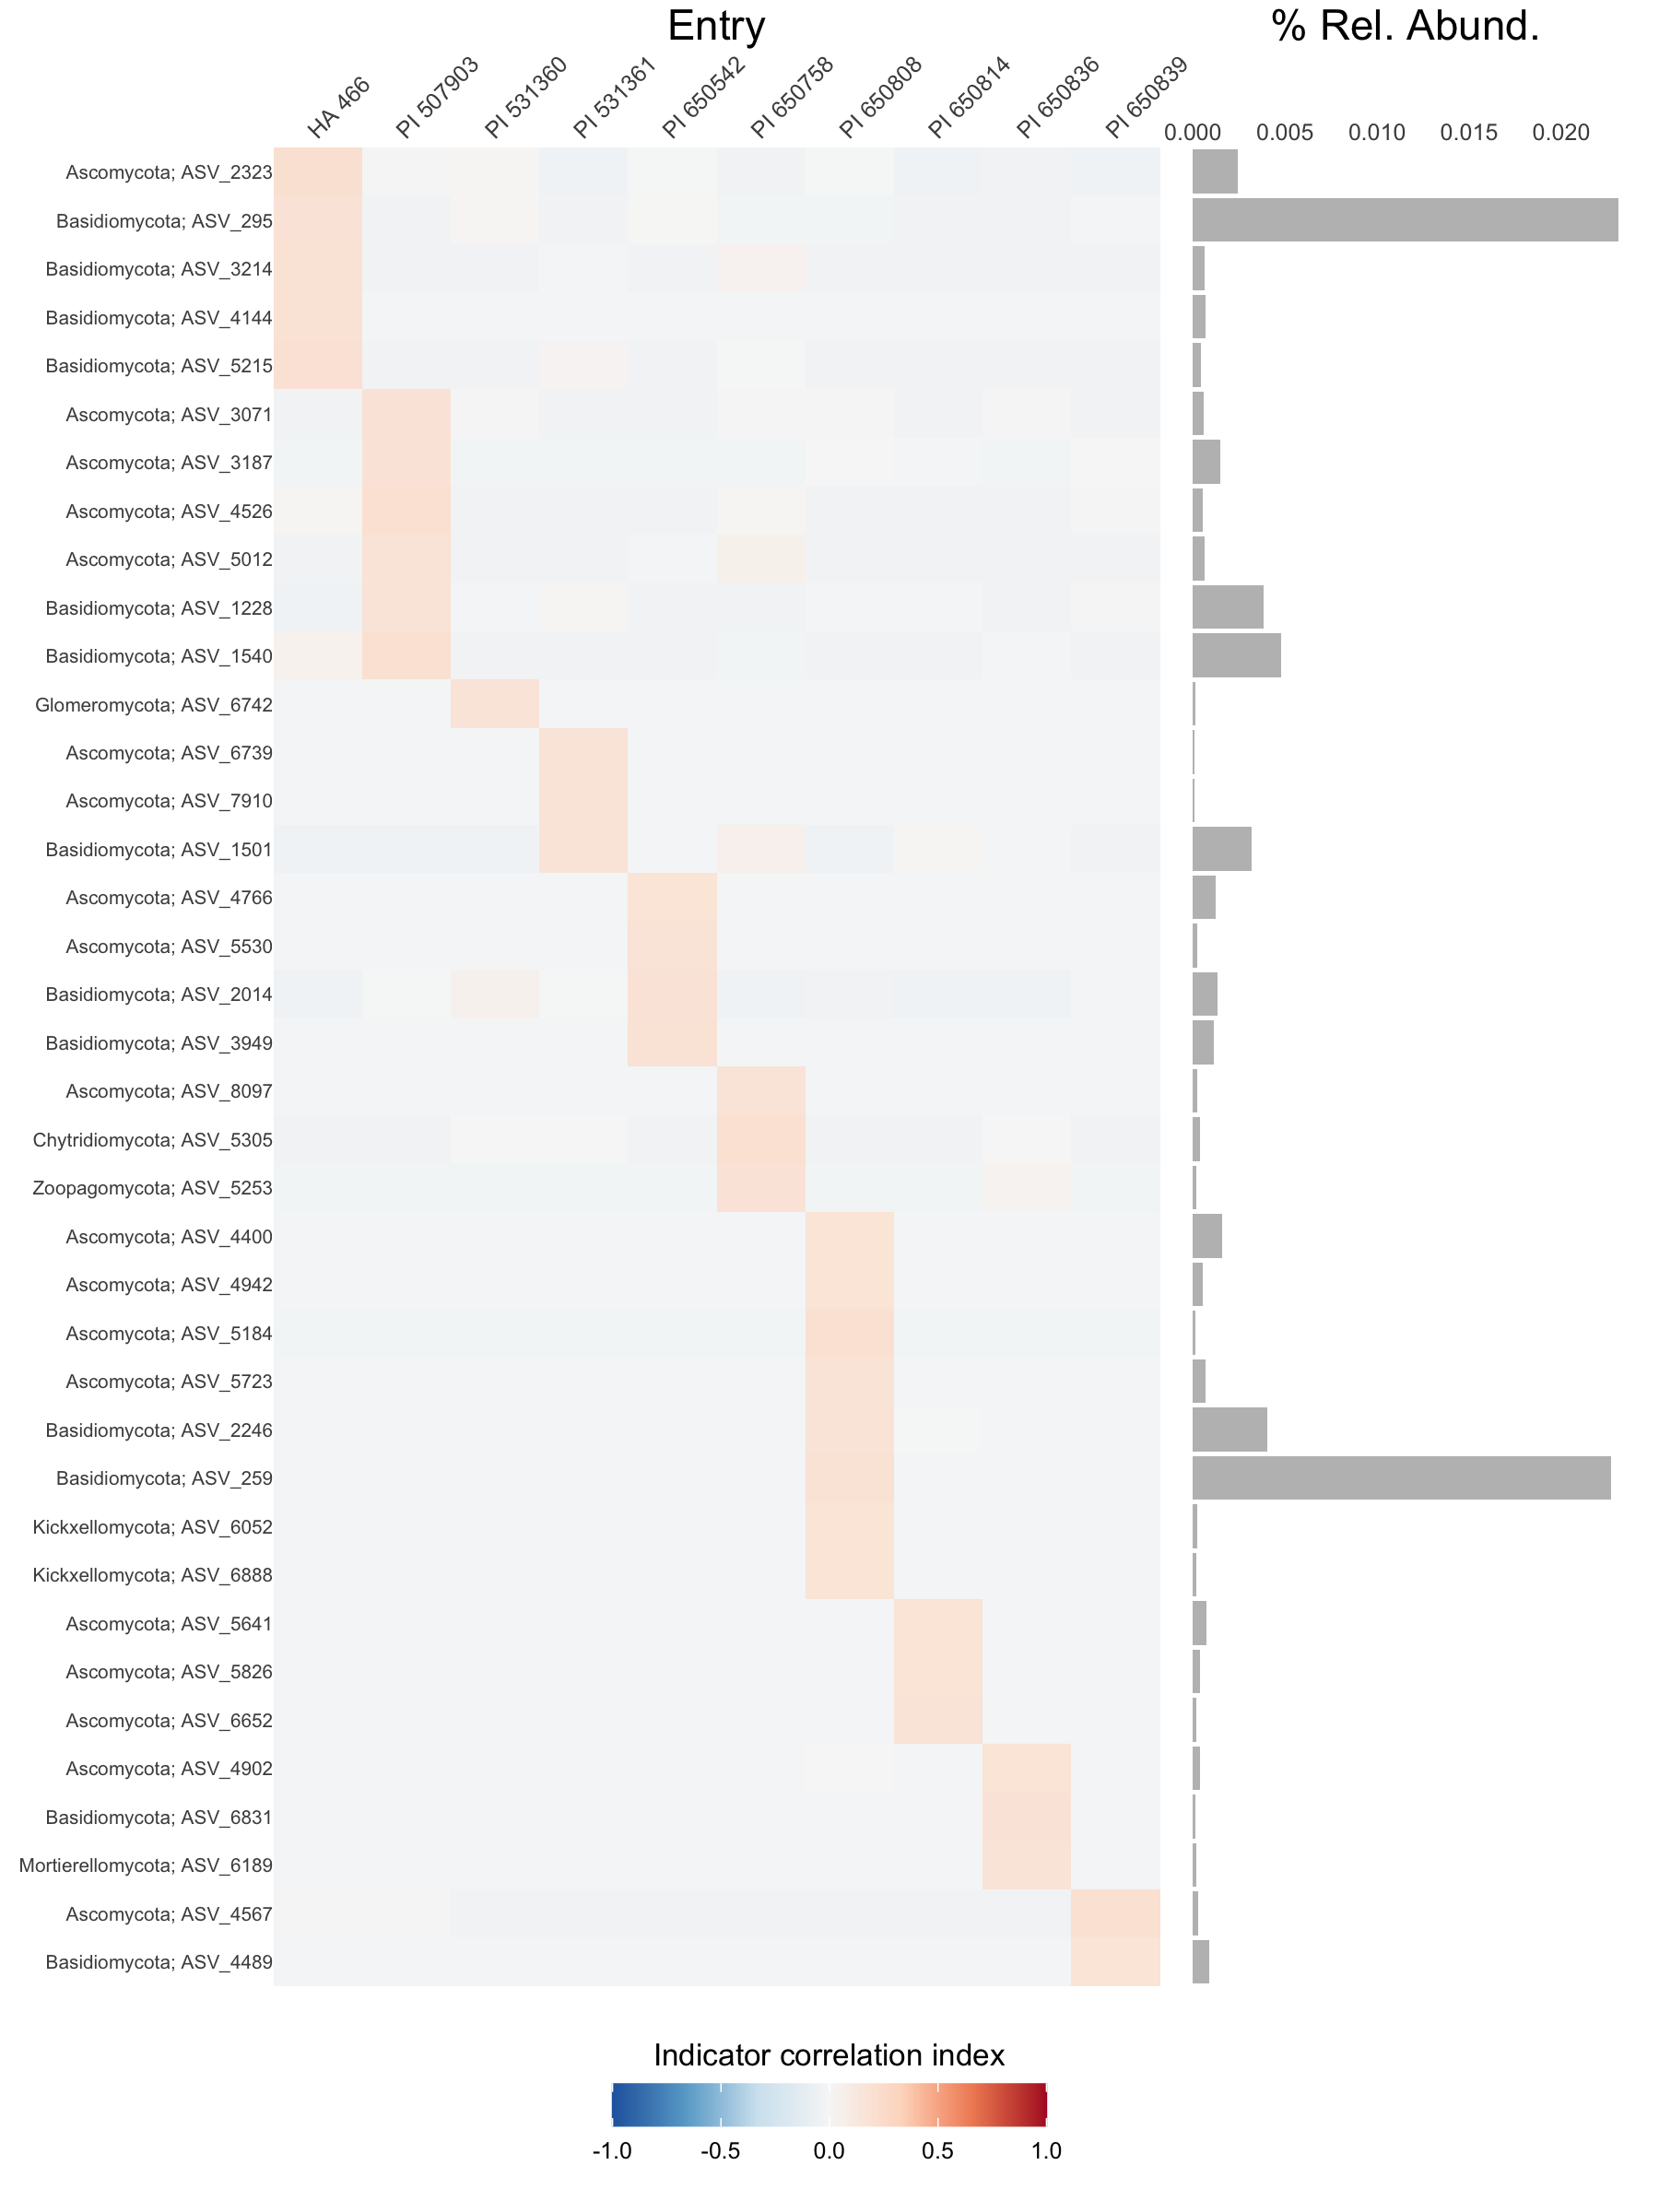 Entry
% Rel. Abund.
HA 466
PI 507903
PI 531360
PI 531361
PI 650542
PI 650758
PI 650808
PI 650814
PI 650836
PI 650839
0.000 0.005 0.010 0.015 0.020
Ascomycota; ASV_2323
Basidiomycota; ASV_295
Basidiomycota; ASV_3214
Basidiomycota; ASV_4144
Basidiomycota; ASV_5215
Ascomycota; ASV_3071
Ascomycota; ASV_3187
Ascomycota; ASV_4526
Ascomycota; ASV_5012
Basidiomycota; ASV_1228
Basidiomycota; ASV_1540
Glomeromycota; ASV_6742
Ascomycota; ASV_6739
Ascomycota; ASV_7910
Basidiomycota; ASV_1501
Ascomycota; ASV_4766
Ascomycota; ASV_5530
Basidiomycota; ASV_2014
Basidiomycota; ASV_3949
Ascomycota; ASV_8097
Chytridiomycota; ASV_5305
Zoopagomycota; ASV_5253
Ascomycota; ASV_4400
Ascomycota; ASV_4942
Ascomycota; ASV_5184
Ascomycota; ASV_5723
Basidiomycota; ASV_2246
Basidiomycota; ASV_259
Kickxellomycota; ASV_6052
Kickxellomycota; ASV_6888
Ascomycota; ASV_5641
Ascomycota; ASV_5826
Ascomycota; ASV_6652
Ascomycota; ASV_4902
Basidiomycota; ASV_6831
Mortierellomycota; ASV_6189
Ascomycota; ASV_4567
Basidiomycota; ASV_4489
Indicator correlation index
-1.0 -0.5 0.0 0.5 1.0